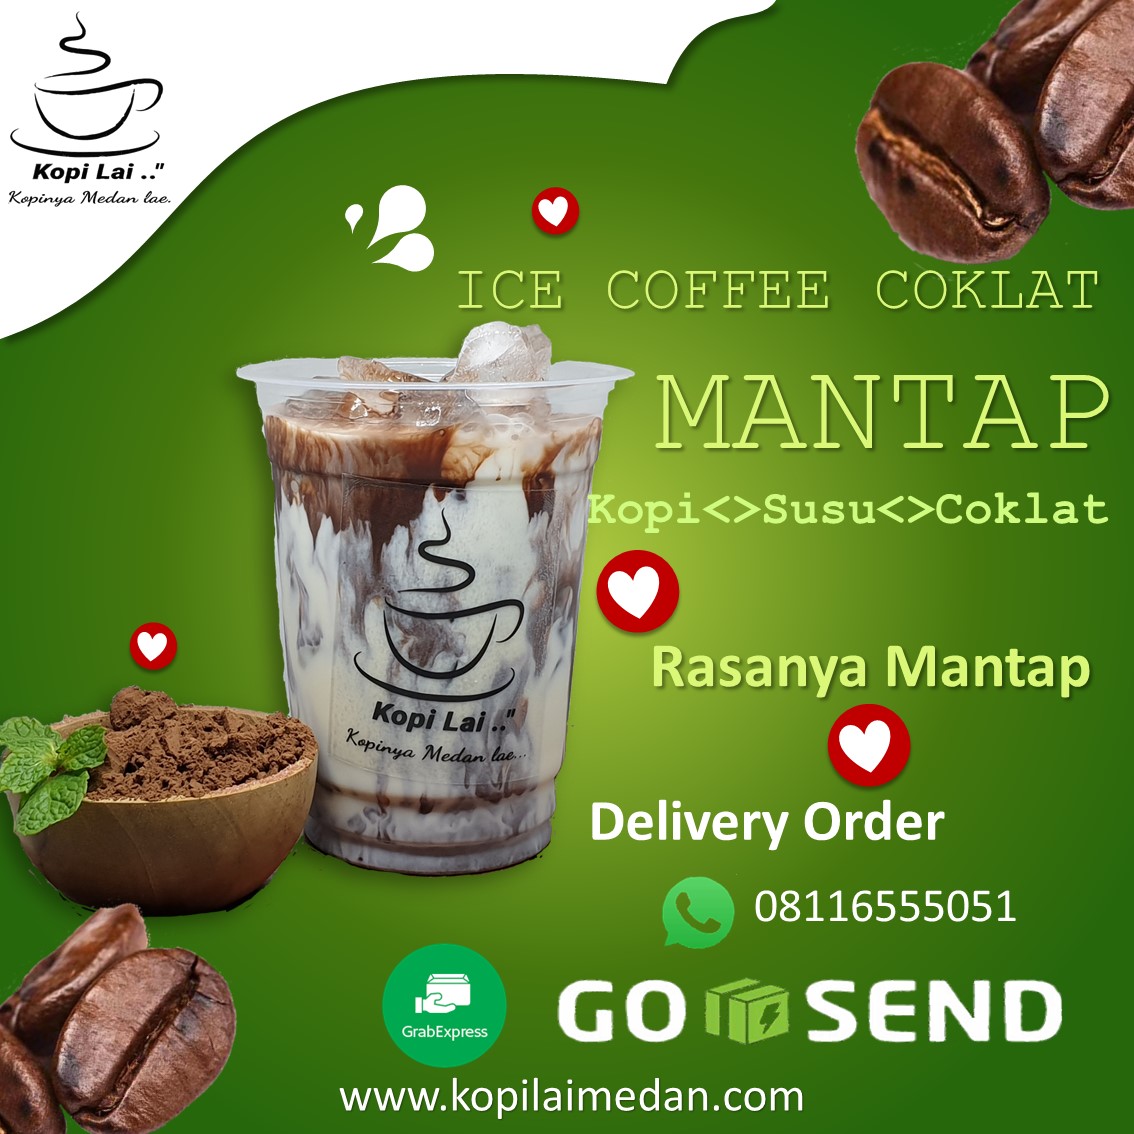 Kopi Lai .."
Kopinya Medan lae.
ICE COFFEE COKLAT
MANTAP
Kopi<>Susu<>Coklat
Kopi Lai .."
Kopinya Medan lae...
Rasanya Mantap
Delivery Order
08116555051
GrabExpress
GO SEND
www.kopilaimedan.com